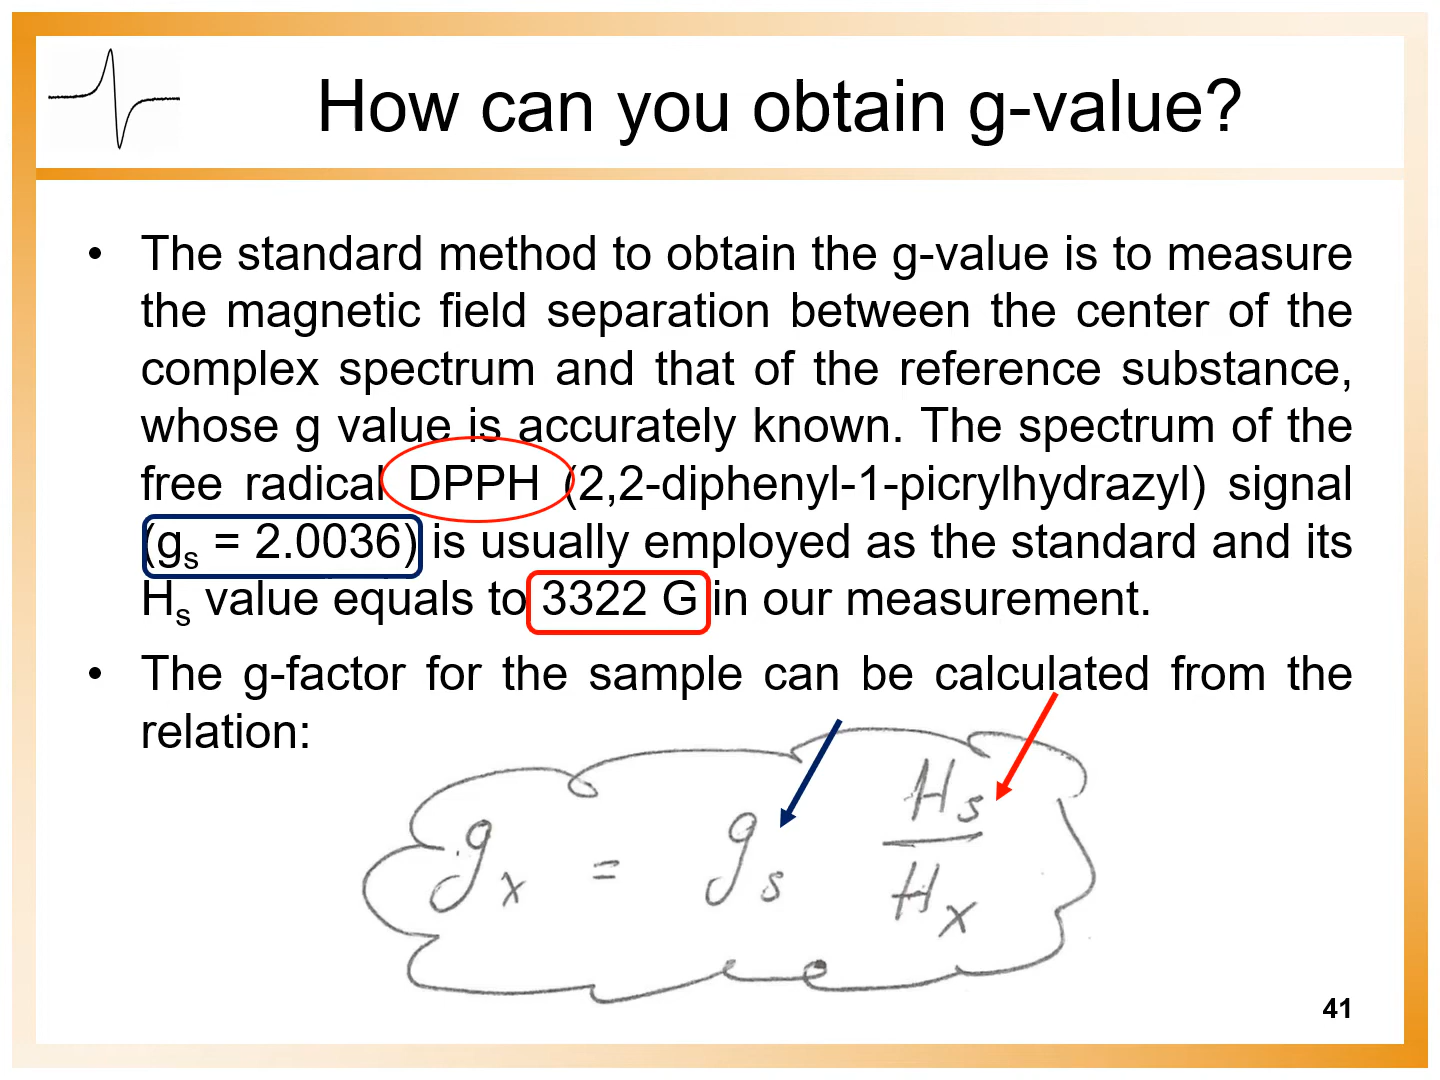 How can you obtain g-value?
• The standard method to obtain the g-value is to measure
the magnetic field separation between the center of the
complex spectrum and that of the reference substance,
whose g value is accurately known. The spectrum of the
free radical DPPH (2,2-diphenyl-1-picrylhydrazyl) signal
(gs = 2.0036) is usually employed as the standard and its
Hs value equals to 3322 G in our measurement.
• The g-factor for the sample can be calculated from the
relation:
gx = gs Hs/Hx
41